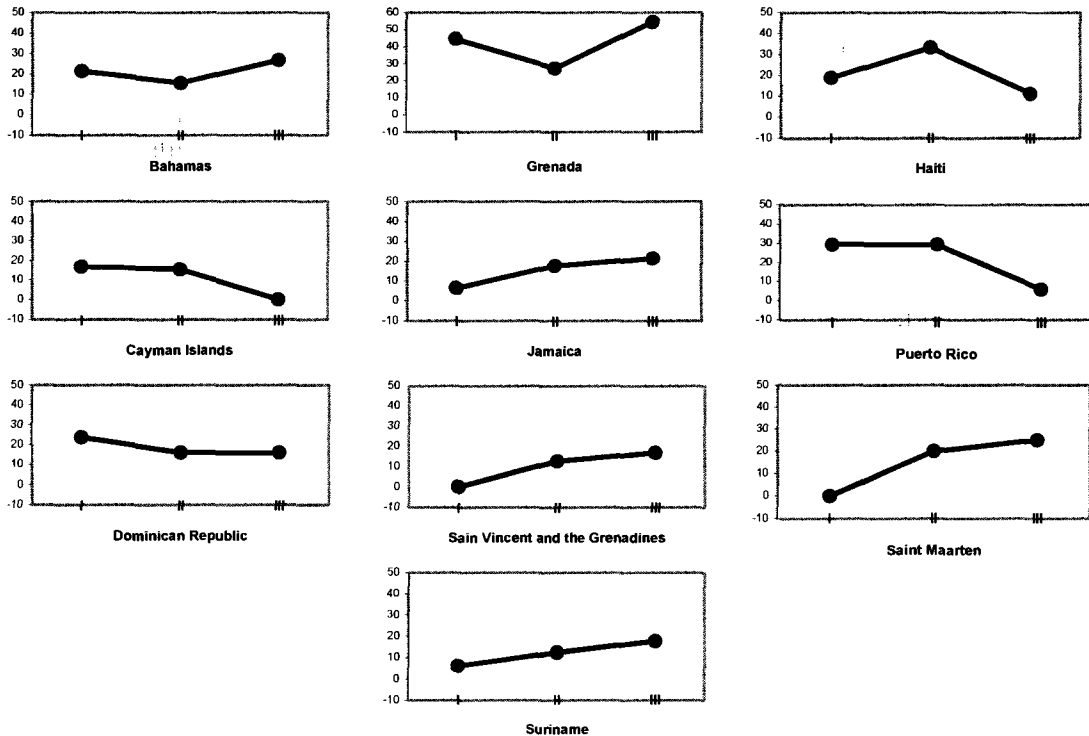 50
40
30
20
10
0
-10
I
II
III
Bahamas
60
50
40
30
20
10
0
-10
I
II
III
Grenada
50
40
30
20
10
0
-10
I
II
III
Haiti
50
40
30
20
10
0
-10
I
II
III
Cayman Islands
50
40
30
20
10
0
-10
I
II
III
Jamaica
50
40
30
20
10
0
-10
I
II
III
Puerto Rico
50
40
30
20
10
0
-10
I
II
III
Dominican Republic
50
40
30
20
10
0
-10
I
II
III
Sain Vincent and the Grenadines
50
40
30
20
10
0
-10
I
II
III
Saint Maarten
50
40
30
20
10
0
-10
I
II
III
Suriname